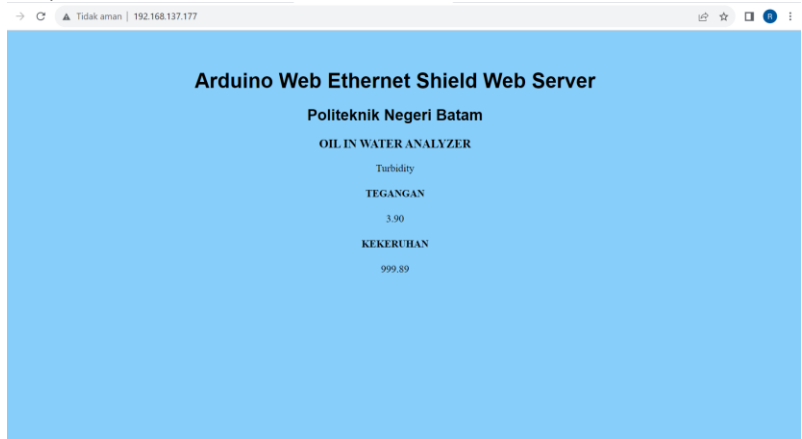 Tidak aman | 192.168.137.177
R
Arduino Web Ethernet Shield Web Server
Politeknik Negeri Batam
OIL IN WATER ANALYZER
Turbidity
TEGANGAN
3.90
KEKERUHAN
999.89